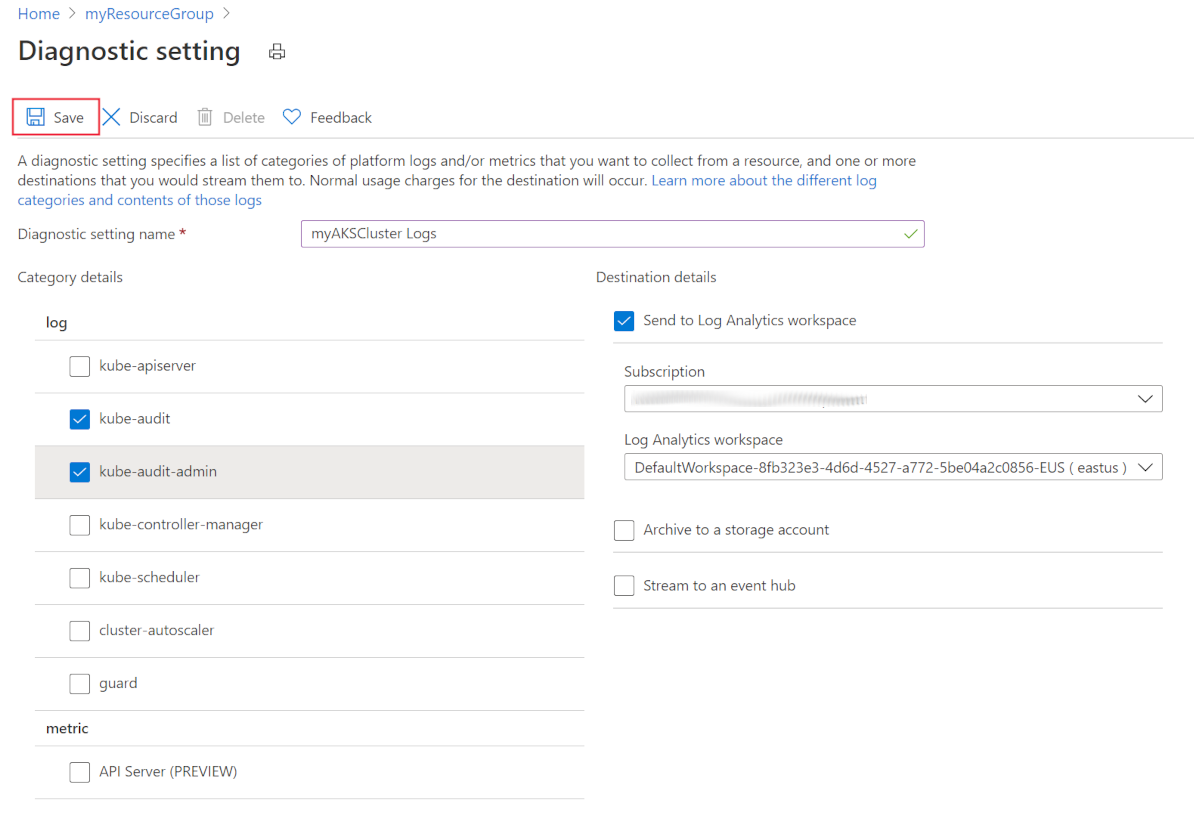 Home > myResourceGroup >
Diagnostic setting
Save Discard Delete Feedback
A diagnostic setting specifies a list of categories of platform logs and/or metrics that you want to collect from a resource, and one or more
destinations that you would stream them to. Normal usage charges for the destination will occur. Learn more about the different log
categories and contents of those logs
Diagnostic setting name *
myAKSCluster Logs
Category details
log
kube-apiserver
kube-audit
kube-audit-admin
kube-controller-manager
kube-scheduler
cluster-autoscaler
guard
metric
API Server (PREVIEW)
Destination details
Send to Log Analytics workspace
Subscription
Log Analytics workspace
DefaultWorkspace-8fb323e3-4d6d-4527-a772-5be04a2c0856-EUS ( eastus )
Archive to a storage account
Stream to an event hub